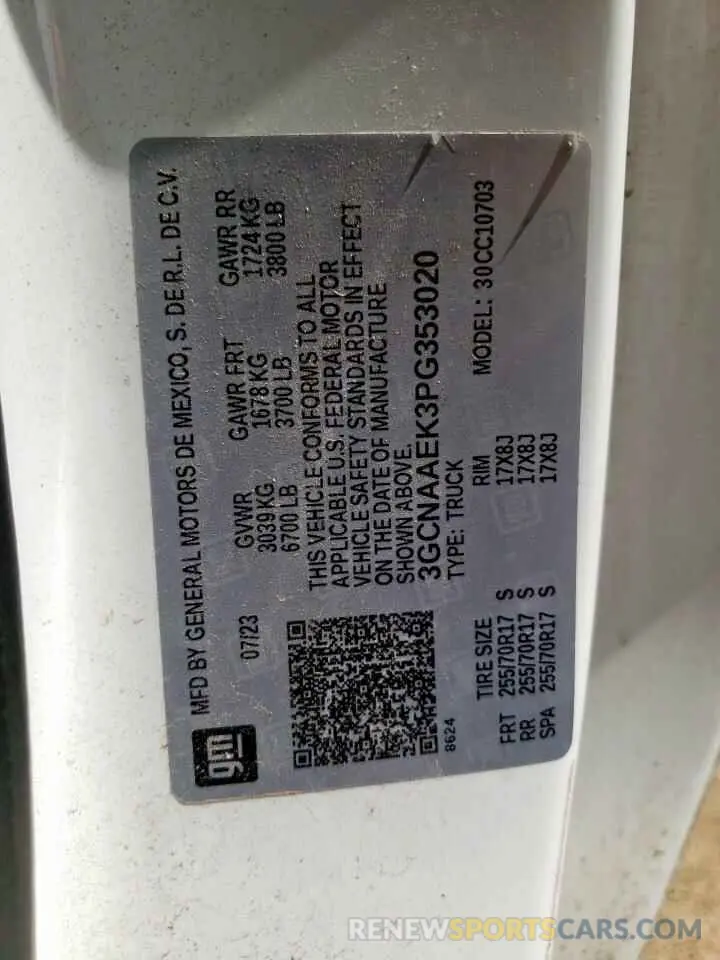 MFD BY GENERAL MOTORS DE MEXICO, S. DE R.L. DE C.V.
07/23
GVWR GAWR FRT GAWR RR
3039 KG 1678 KG 1724 KG
6700 LB 3700 LB 3800 LB
THIS VEHICLE CONFORMS TO ALL
APPLICABLE U.S. FEDERAL MOTOR
VEHICLE SAFETY STANDARDS IN EFFECT
ON THE DATE OF MANUFACTURE
SHOWN ABOVE.
3GCNAAEK3PG353020
TYPE: TRUCK
MODEL: 30CC10703
8624
TIRE SIZE RIM
FRT 255/70R17 S 17X8J
RR 255/70R17 S 17X8J
SPA 255/70R17 S 17X8J
gm
RENEWSPORTSCARS.COM